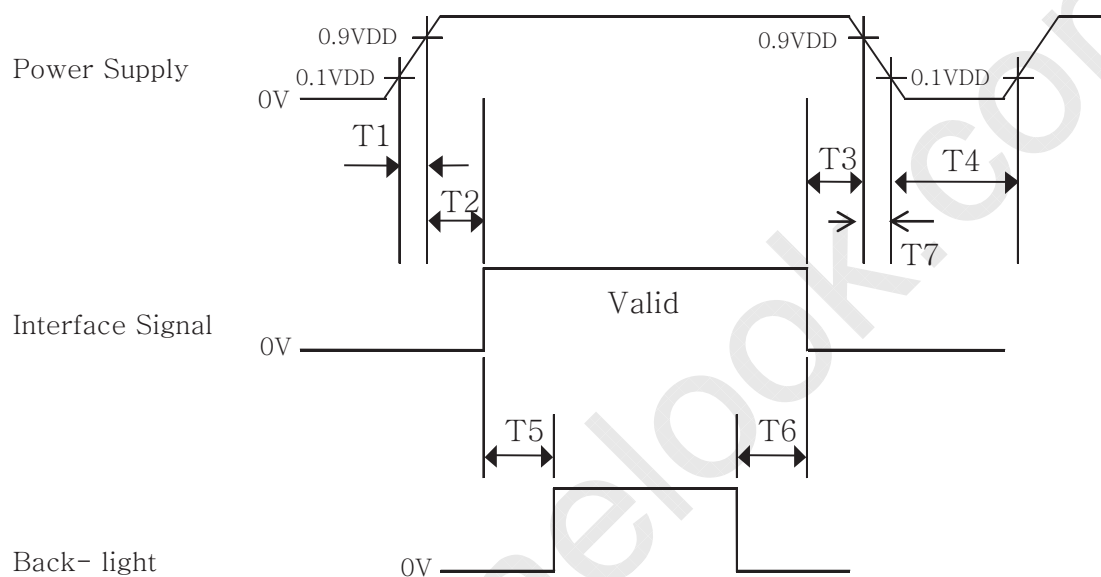 0.9VDD
0.9VDD
Power Supply
0.1VDD
0.1VDD
0V
T1
T3
T4
T2
T7
Valid
Interface Signal
0V
T5
T6
Back- light
0V